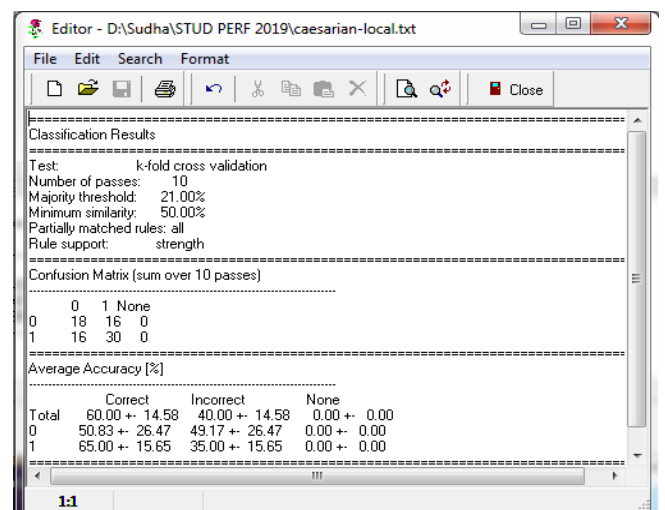 Editor - D:\Sudha\STUD PERF 2019\caesarian-local.txt
File Edit Search Format
Close
================================================================
Classification Results
================================================================
Test: k-fold cross validation
Number of passes: 10
Majority threshold: 21.00%
Minimum similarity: 50.00%
Partially matched rules: all
Rule support: strength
================================================================
Confusion Matrix (sum over 10 passes)
----------------------------------------------------------------
0 1 None
0 18 16 0
1 16 30 0
================================================================
Average Accuracy [%]
----------------------------------------------------------------
Correct Incorrect None
Total 60.00 +- 14.58 40.00 +- 14.58 0.00 +- 0.00
0 50.83 +- 26.47 49.17 +- 26.47 0.00 +- 0.00
1 65.00 +- 15.65 35.00 +- 15.65 0.00 +- 0.00
================================================================
1:1